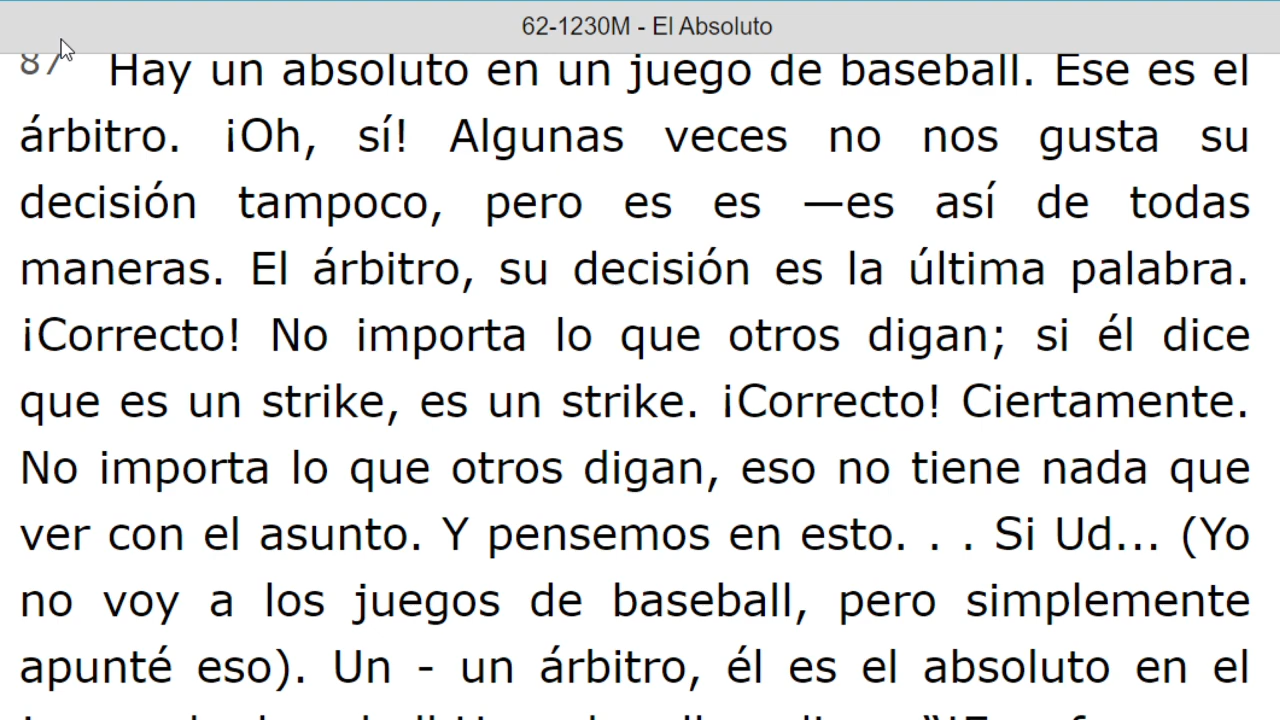 62-1230M - El Absoluto
87 Hay un absoluto en un juego de baseball. Ese es el
árbitro. ¡Oh, sí! Algunas veces no nos gusta su
decisión tampoco, pero es es —es así de todas
maneras. El árbitro, su decisión es la última palabra.
¡Correcto! No importa lo que otros digan; si él dice
que es un strike, es un strike. ¡Correcto! Ciertamente.
No importa lo que otros digan, eso no tiene nada que
ver con el asunto. Y pensemos en esto. . . Si Ud... (Yo
no voy a los juegos de baseball, pero simplemente
apunté eso). Un - un árbitro, él es el absoluto en el